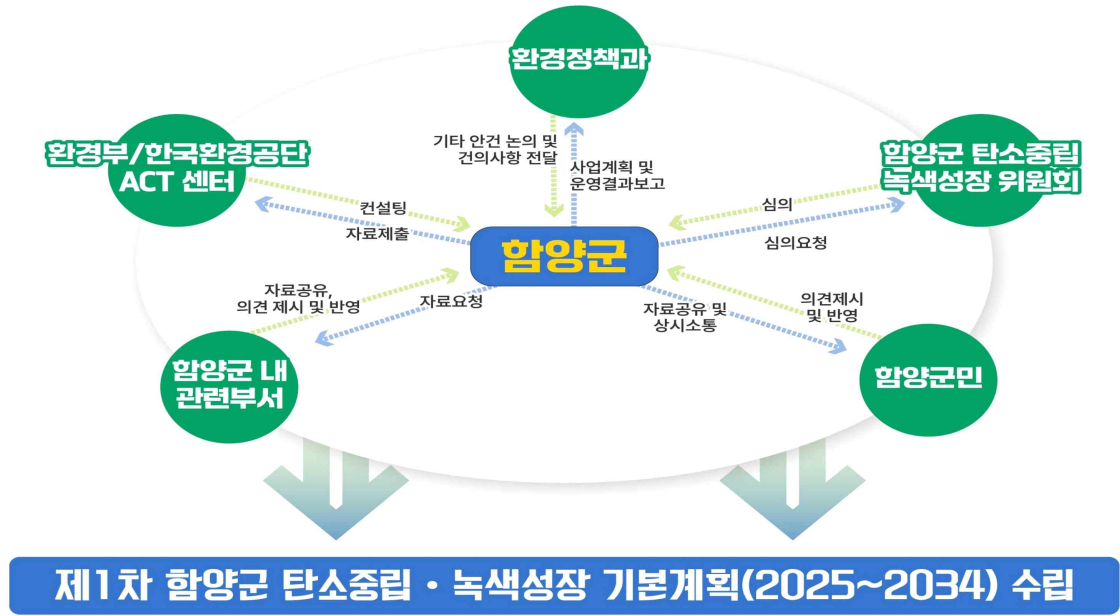 환경정책과
기타 안건 논의 및
건의사항 전달
사업계획 및
운영결과보고
환경부/한국환경공단
ACT 센터
컨설팅
자료제출
함양군 탄소중립
녹색성장 위원회
심의
심의요청
함양군
자료공유,
의견 제시 및 반영
자료요청
자료공유 및
상시소통
의견제시
및 반영
함양군 내
관련부서
함양군민
제1차 함양군 탄소중립 · 녹색성장 기본계획(2025~2034) 수립